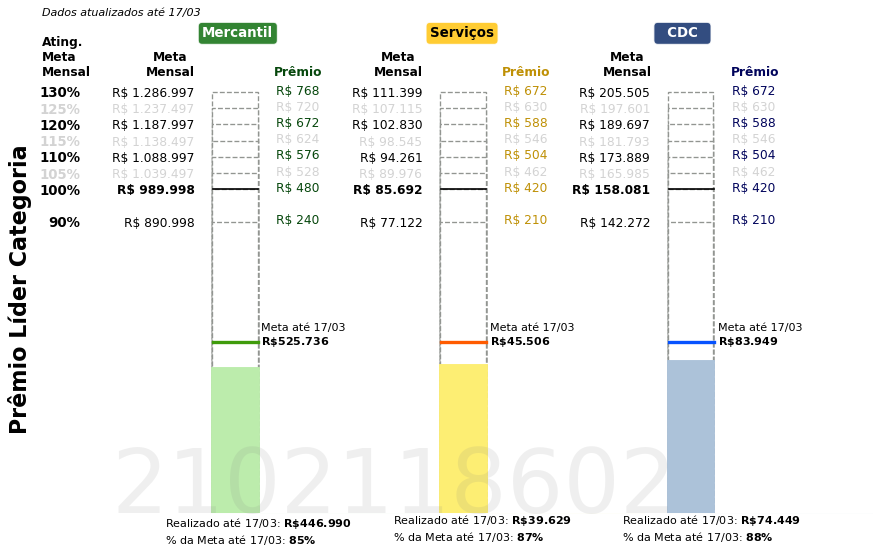 Dados atualizados até 17/03
Mercantil Serviços CDC
Ating. Meta Mensal Meta Mensal Prêmio Meta Mensal Prêmio Meta Mensal Prêmio
130% R$ 1.286.997 R$ 768 R$ 111.399 R$ 672 R$ 205.505 R$ 672
125% R$ 1.237.497 R$ 720 R$ 107.115 R$ 630 R$ 197.601 R$ 630
120% R$ 1.187.997 R$ 672 R$ 102.830 R$ 588 R$ 189.697 R$ 588
115% R$ 1.138.497 R$ 624 R$ 98.545 R$ 546 R$ 181.793 R$ 546
110% R$ 1.088.997 R$ 576 R$ 94.261 R$ 504 R$ 173.889 R$ 504
105% R$ 1.039.497 R$ 528 R$ 89.976 R$ 462 R$ 165.985 R$ 462
100% R$ 989.998 R$ 480 R$ 85.692 R$ 420 R$ 158.081 R$ 420
90% R$ 890.998 R$ 240 R$ 77.122 R$ 210 R$ 142.272 R$ 210
Prêmio Líder Categoria
Meta até 17/03 Meta até 17/03 Meta até 17/03
R$525.736 R$45.506 R$83.949
2102118602
Realizado até 17/03: R$446.990 Realizado até 17/03: R$39.629 Realizado até 17/03: R$74.449
% da Meta até 17/03: 85% % da Meta até 17/03: 87% % da Meta até 17/03: 88%